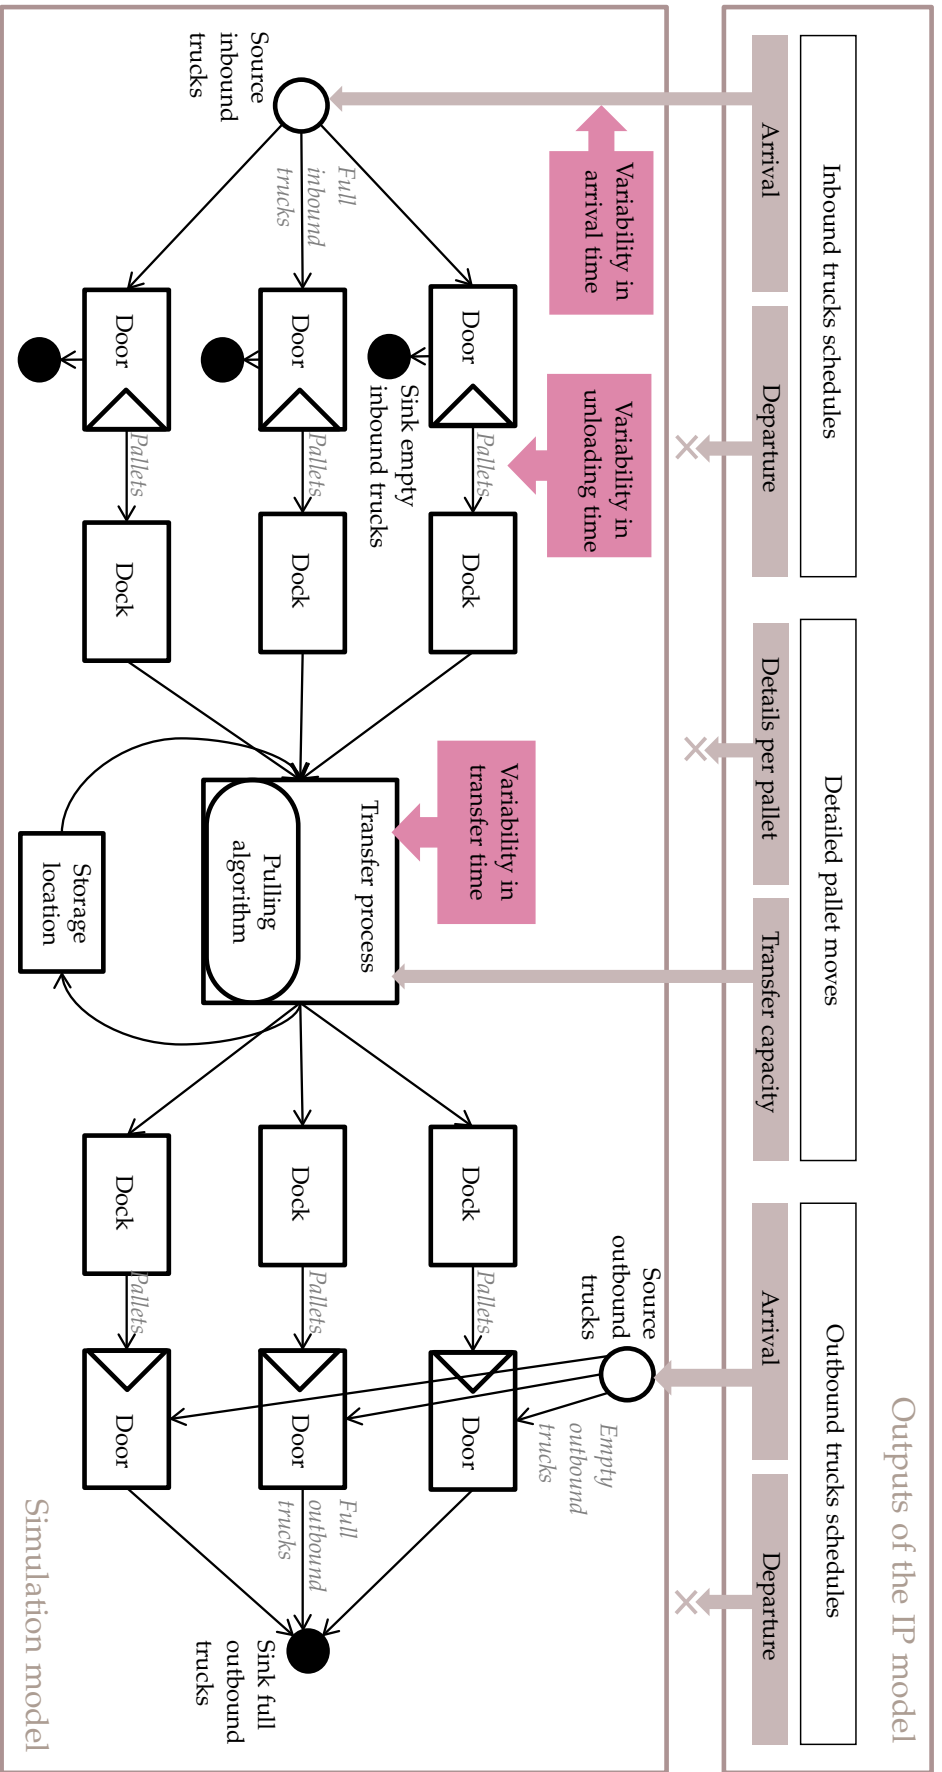 Outputs of the IP model
Inbound trucks schedules
Detailed pallet moves
Outbound trucks schedules
Arrival
Departure
Details per pallet
Transfer capacity
Arrival
Departure
Variability in
arrival time
Variability in
unloading time
Variability in
transfer time
Source
outbound
trucks
Empty
outbound
trucks
Door
Pallets
Dock
Dock
Pallets
Door
Sink empty
inbound trucks
Source
inbound
trucks
Full
inbound
trucks
Door
Pallets
Dock
Transfer process
Pulling
algorithm
Dock
Pallets
Door
Full
outbound
trucks
Sink full
outbound
trucks
Door
Pallets
Dock
Storage
location
Dock
Pallets
Door
Simulation model